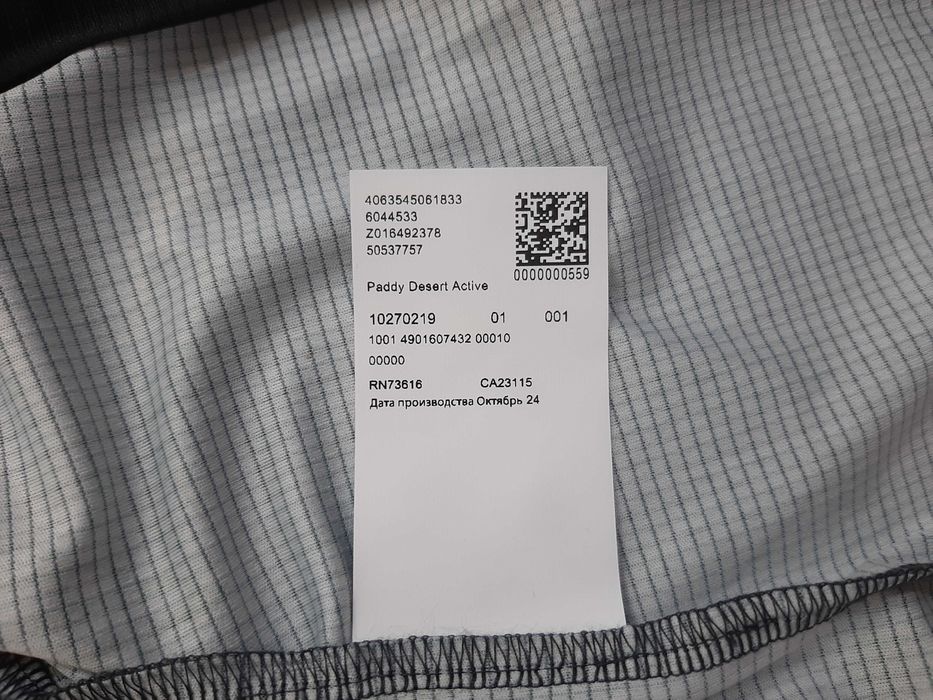 4063545061833
6044533
Z016492378
50537757
0000000559
Paddy Desert Active
10270219 01 001
1001 4901607432 00010
00000
RN73616 CA23115
Дата производства Октябрь 24